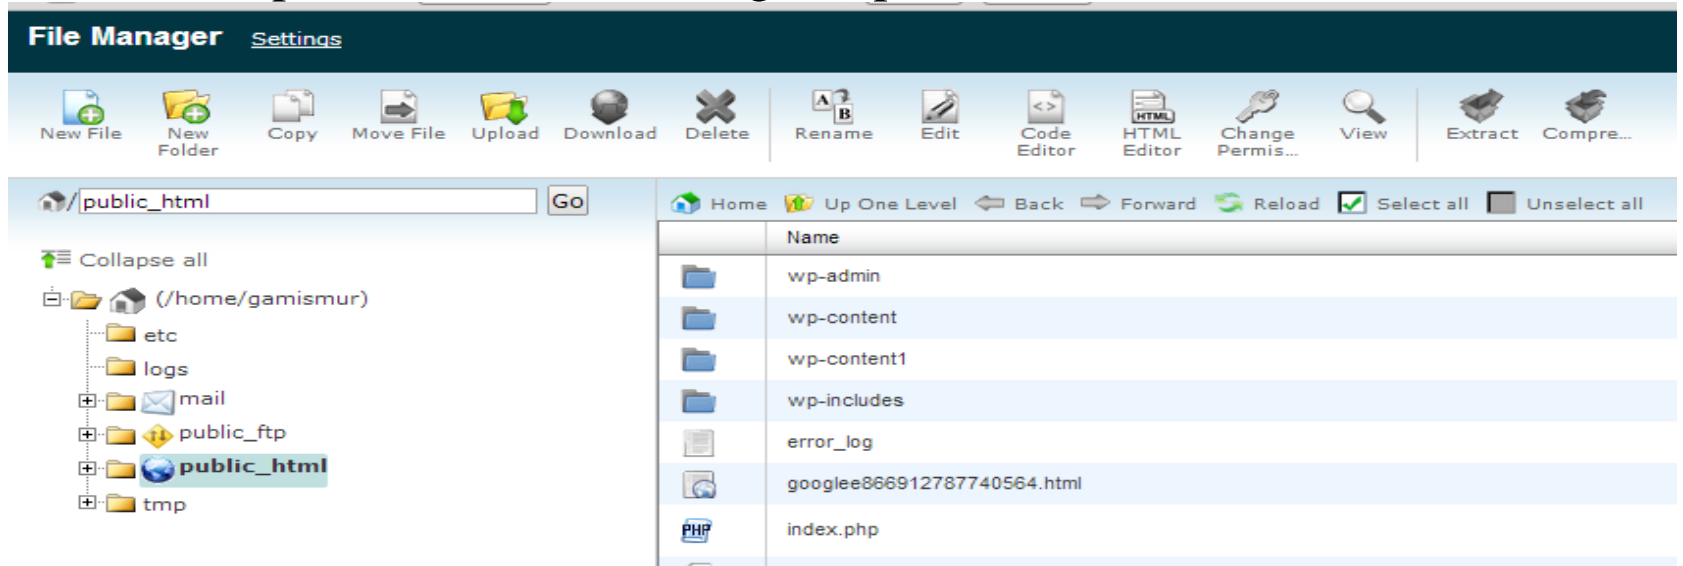 File Manager Settings
New File New Folder Copy Move File Upload Download Delete Rename Edit Code Editor HTML Editor Change Permis... View Extract Compre...
/ public_html Go
Home Up One Level Back Forward Reload Select all Unselect all
Collapse all
(/home/gamismur)
etc
logs
mail
public_ftp
public_html
tmp
Name
wp-admin
wp-content
wp-content1
wp-includes
error_log
googlee866912787740564.html
index.php